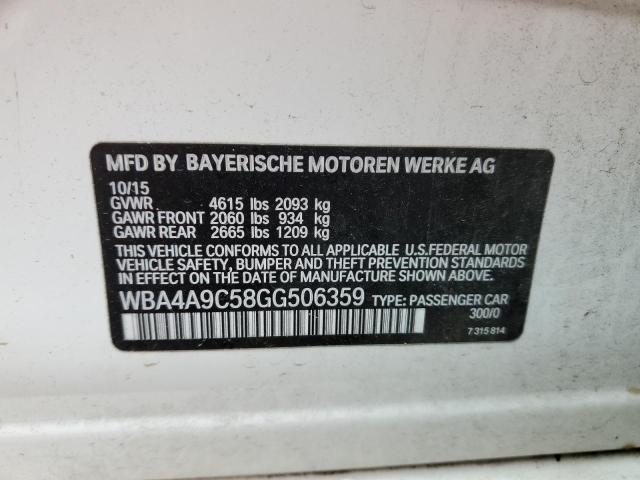 MFD BY BAYERISCHE MOTOREN WERKE AG
10/15
GVWR 4615 lbs 2093 kg
GAWR FRONT 2060 lbs 934 kg
GAWR REAR 2665 lbs 1209 kg
THIS VEHICLE CONFORMS TO ALL APPLICABLE U.S.FEDERAL MOTOR
VEHICLE SAFETY, BUMPER AND THEFT PREVENTION STANDARDS
IN EFFECT ON THE DATE OF MANUFACTURE SHOWN ABOVE.
WBA4A9C58GG506359 TYPE: PASSENGER CAR
300/0
7 315 814